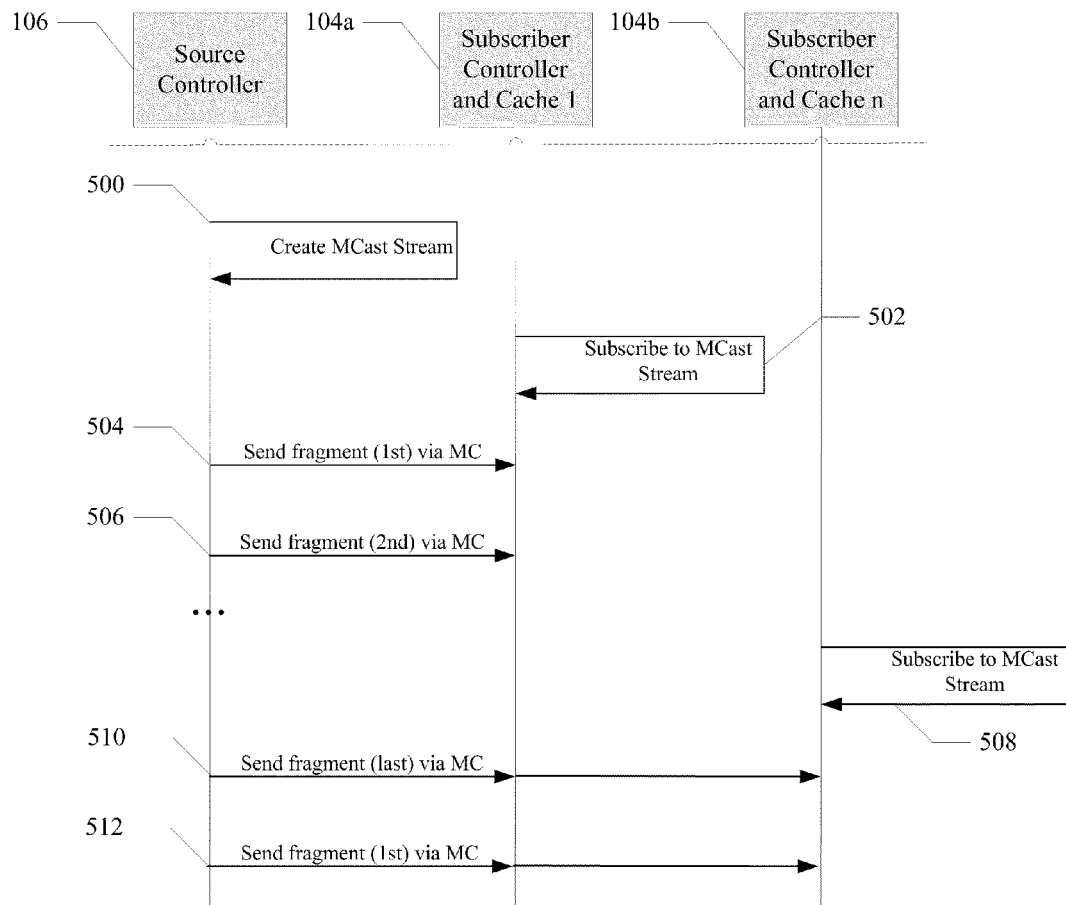 106
Source
Controller
104a
Subscriber
Controller
and Cache 1
104b
Subscriber
Controller
and Cache n
500
Create MCast Stream
502
Subscribe to MCast
Stream
504
Send fragment (1st) via MC
506
Send fragment (2nd) via MC
...
Subscribe to MCast
Stream
508
510
Send fragment (last) via MC
512
Send fragment (1st) via MC